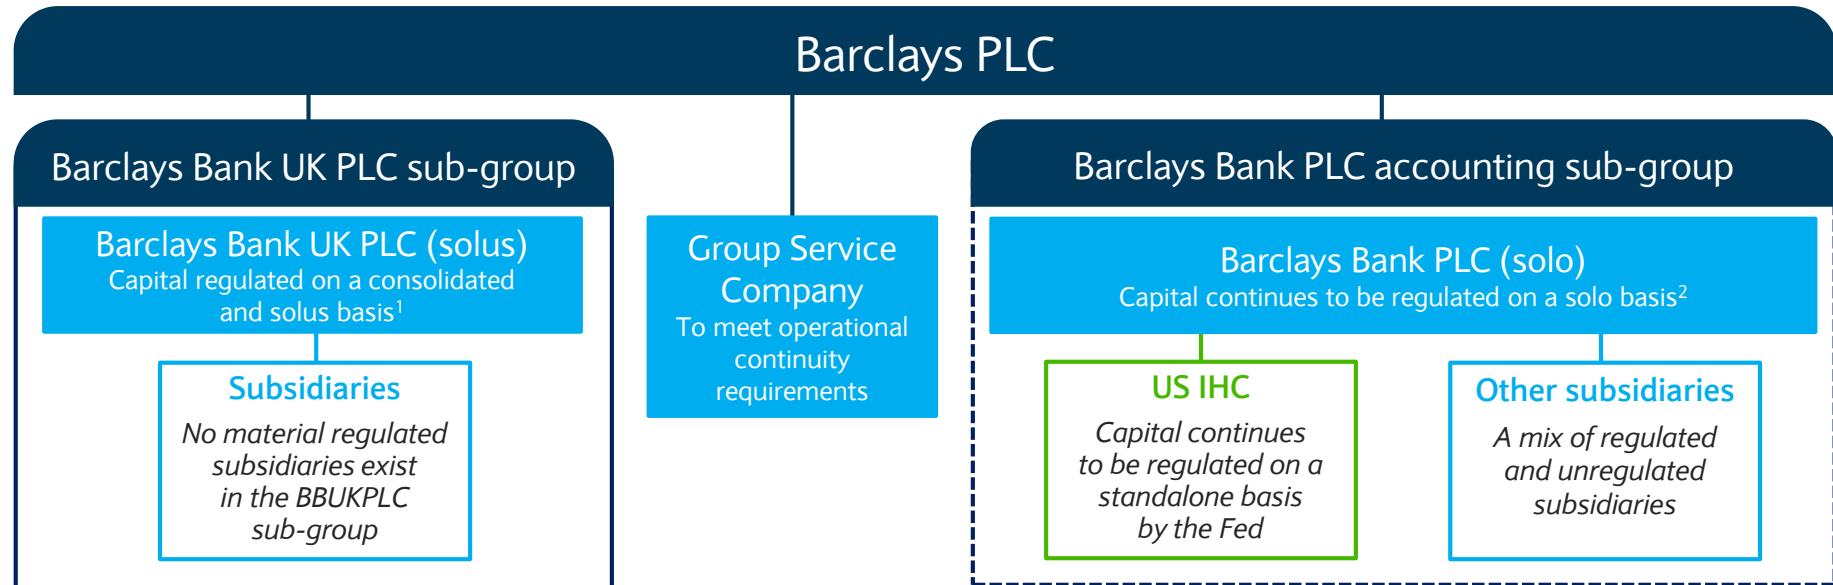 Barclays PLC
Barclays Bank UK PLC sub-group
Barclays Bank UK PLC (solus)
Capital regulated on a consolidated
and solus basis1
Subsidiaries
No material regulated
subsidiaries exist
in the BBUKPLC
sub-group
Group Service
Company
To meet operational
continuity
requirements
Barclays Bank PLC accounting sub-group
Barclays Bank PLC (solo)
Capital continues to be regulated on a solo basis2
US IHC
Capital continues
to be regulated on a
standalone basis
by the Fed
Other subsidiaries
A mix of regulated
and unregulated
subsidiaries